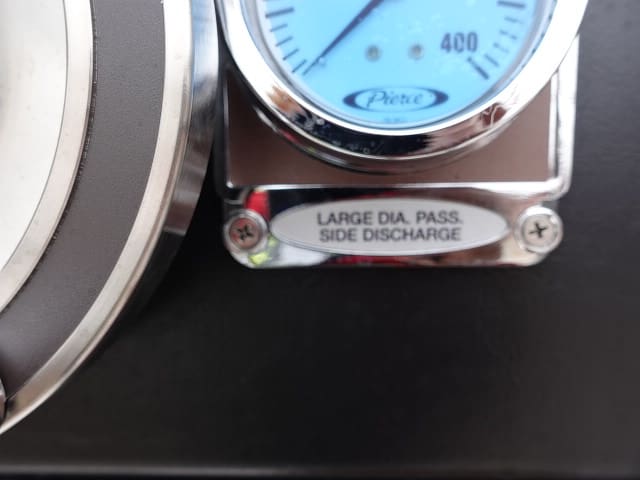 400
Pierce
LARGE DIA. PASS.
SIDE DISCHARGE